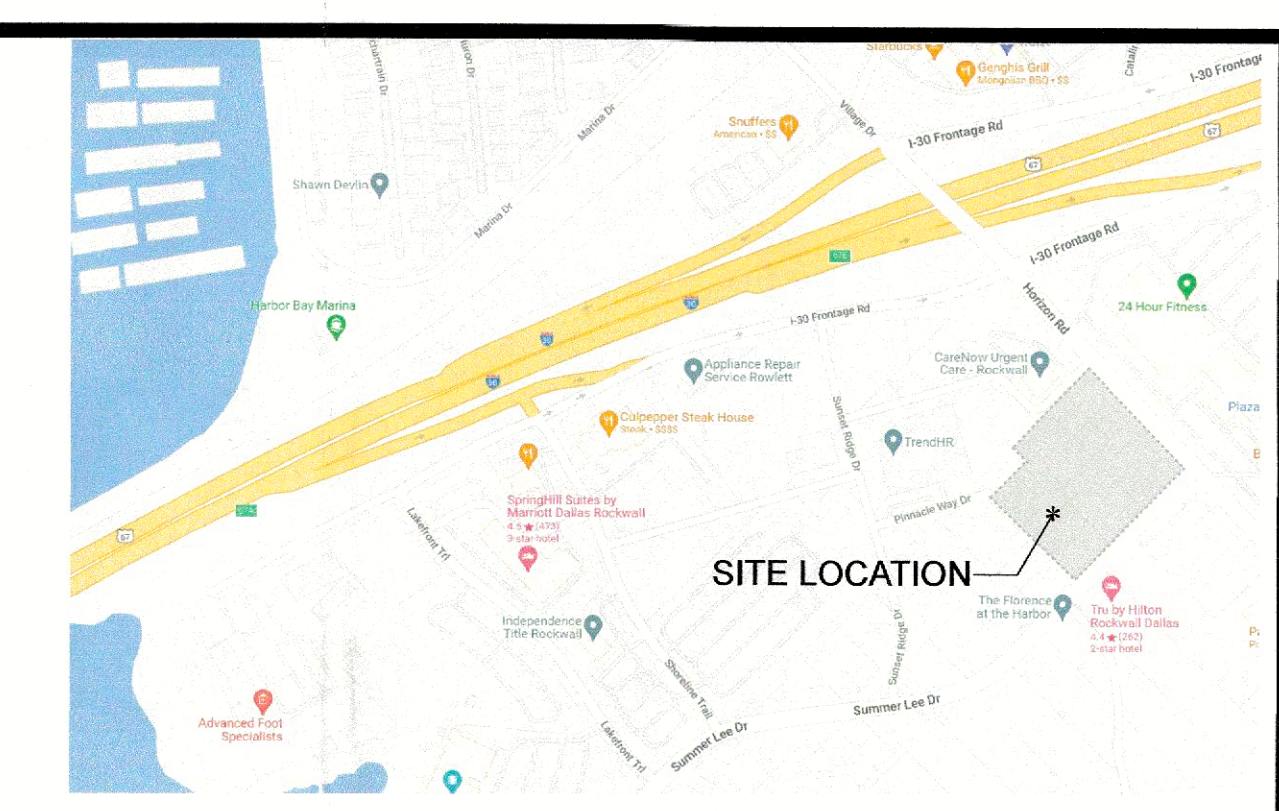 Starbucks
Genghis Grill
Mongolian BBQ • $$
I-30 Frontage
Snuffers
American • $$
Village Dr
I-30 Frontage Rd
67
67
Marina Dr
Shawn Devlin
Marina Dr
I-30 Frontage Rd
67B
Harbor Bay Marina
24 Hour Fitness
Horizon Rd
30
I-30 Frontage Rd
30
CareNow Urgent
Care - Rockwall
Appliance Repair
Service Rowlett
30
Plaza
Culpepper Steak House
Steak • $$$$
Sunset Ridge Dr
TrendHR
SpringHill Suites by
Marriott Dallas Rockwall
4.5 ★ (473)
3-star hotel
Pinnacle Way Dr
Lakefront Trl
67
SITE LOCATION
*
The Florence
at the Harbor
Tru by Hilton
Rockwall Dallas
4.4 ★ (262)
2-star hotel
Independence
Title Rockwall
Sunset Ridge Dr
Shoreline Trail
Summer Lee Dr
Advanced Foot
Specialists
Lakefront Trl
Summer Lee Dr